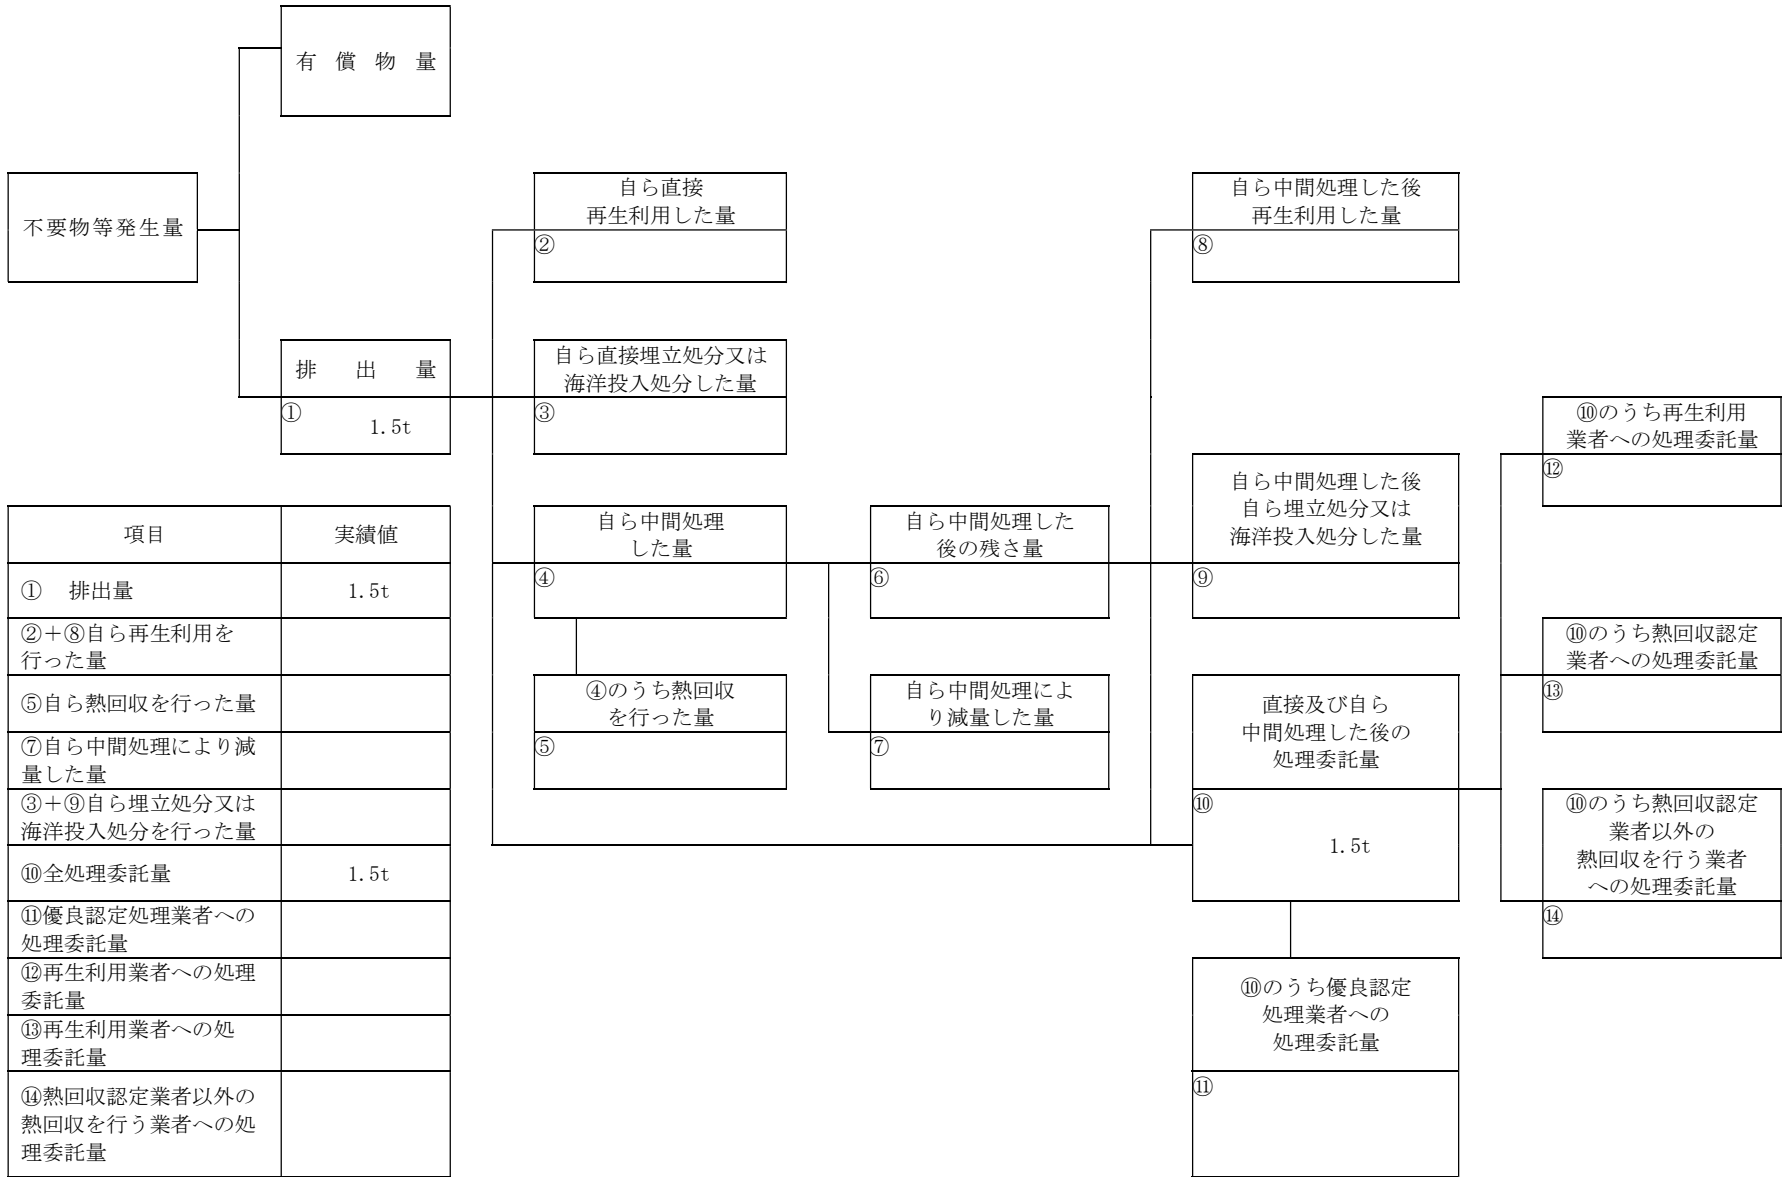 有償物量
不要物等発生量
自ら直接
再生利用した量
②
自ら中間処理した後
再生利用した量
⑧
排出量
①
1.5t
自ら直接埋立処分又は
海洋投入処分した量
③
⑩のうち再生利用
業者への処理委託量
⑫
自ら中間処理した後
自ら埋立処分又は
海洋投入処分した量
⑨
自ら中間処理
した量
④
自ら中間処理した
後の残さ量
⑥
⑩のうち熱回収認定
業者への処理委託量
⑬
④のうち熱回収
を行った量
⑤
自ら中間処理によ
り減量した量
⑦
直接及び自ら
中間処理した後の
処理委託量
⑩
1.5t
⑩のうち熱回収認定
業者以外の
熱回収を行う業者
への処理委託量
⑭
⑩のうち優良認定
処理業者への
処理委託量
⑪
項目 実績値
① 排出量 1.5t
②＋⑧自ら再生利用を
行った量
⑤自ら熱回収を行った量
⑦自ら中間処理により減
量した量
③＋⑨自ら埋立処分又は
海洋投入処分を行った量
⑩全処理委託量 1.5t
⑪優良認定処理業者への
処理委託量
⑫再生利用業者への処理
委託量
⑬再生利用業者への処
理委託量
⑭熱回収認定業者以外の
熱回収を行う業者への処
理委託量